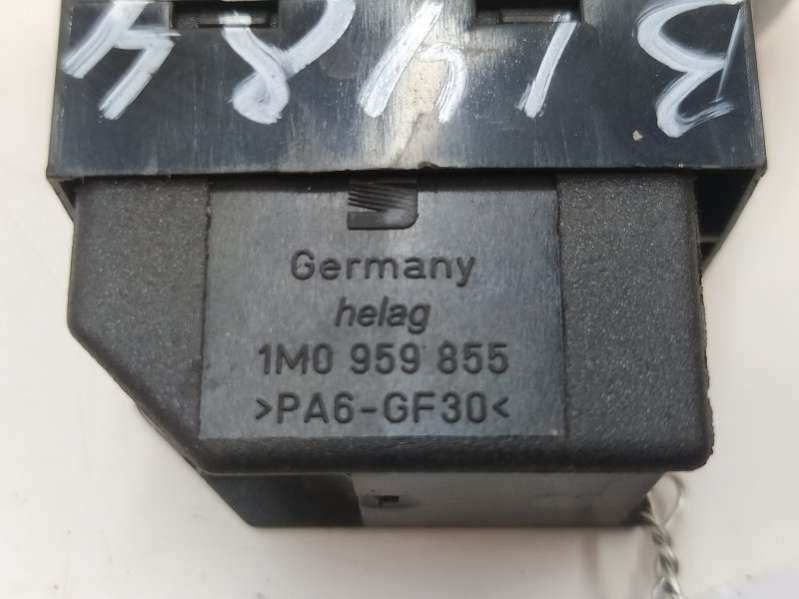 B1484
Germany
helag
1M0 959 855
>PA6-GF30<